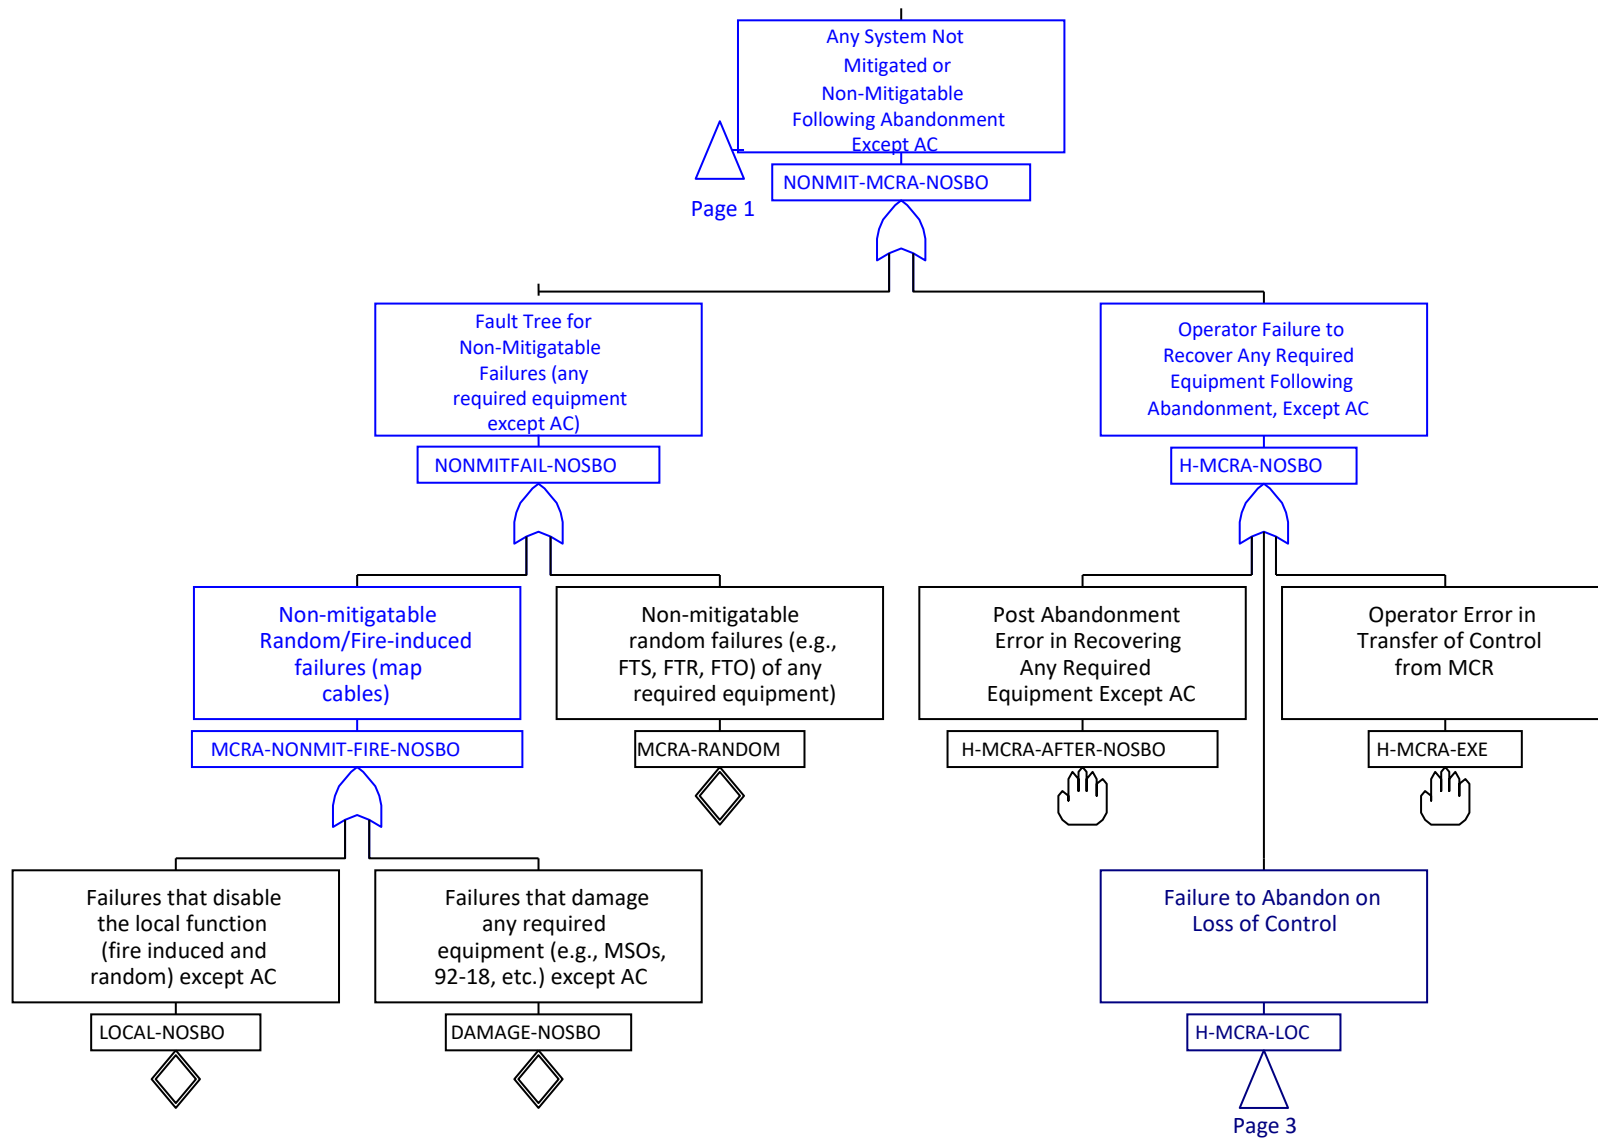 Any System Not
Mitigated or
Non-Mitigatable
Following Abandonment
Except AC
NONMIT-MCRA-NOSBO
Page 1
Fault Tree for
Non-Mitigatable
Failures (any
required equipment
except AC)
NONMITFAIL-NOSBO
Operator Failure to
Recover Any Required
Equipment Following
Abandonment, Except AC
H-MCRA-NOSBO
Non-mitigatable
Random/Fire-induced
failures (map
cables)
MCRA-NONMIT-FIRE-NOSBO
Non-mitigatable
random failures (e.g.,
FTS, FTR, FTO) of any
required equipment)
MCRA-RANDOM
Post Abandonment
Error in Recovering
Any Required
Equipment Except AC
H-MCRA-AFTER-NOSBO
Operator Error in
Transfer of Control
from MCR
H-MCRA-EXE
Failures that disable
the local function
(fire induced and
random) except AC
LOCAL-NOSBO
Failures that damage
any required
equipment (e.g., MSOs,
92-18, etc.) except AC
DAMAGE-NOSBO
Failure to Abandon on
Loss of Control
H-MCRA-LOC
Page 3